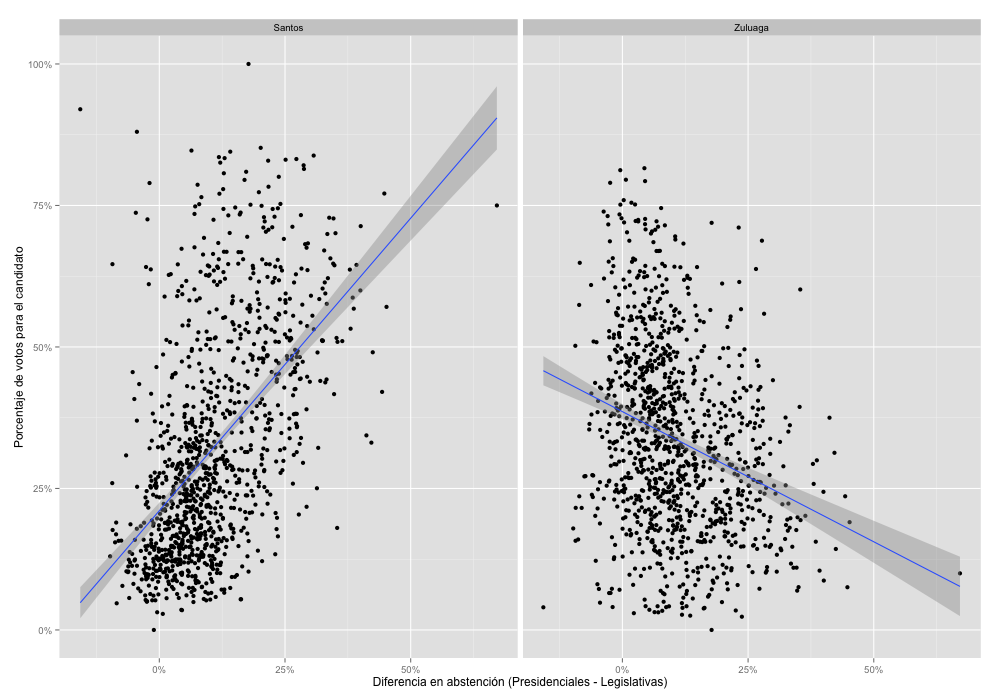 Santos
Zuluaga
Porcentaje de votos para el candidato
100%
75%
50%
25%
0%
0%
25%
50%
0%
25%
50%
Diferencia en abstención (Presidenciales - Legislativas)